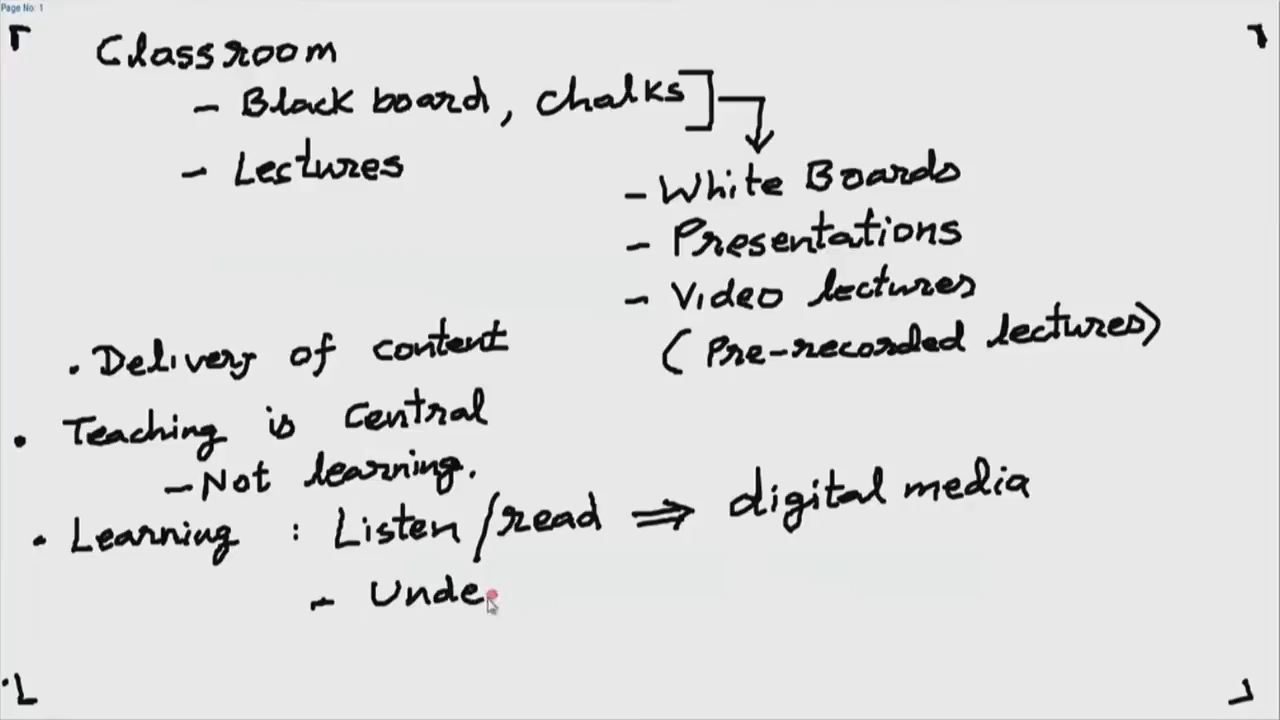 Page No: 1
Classroom
- Black board, chalks] →
- Lectures
- White Boards
- Presentations
- Video lectures
(Pre-recorded lectures)
. Delivery of content
• Teaching is central
- Not learning.
• Learning : Listen/read ⇒ digital media
- Unde